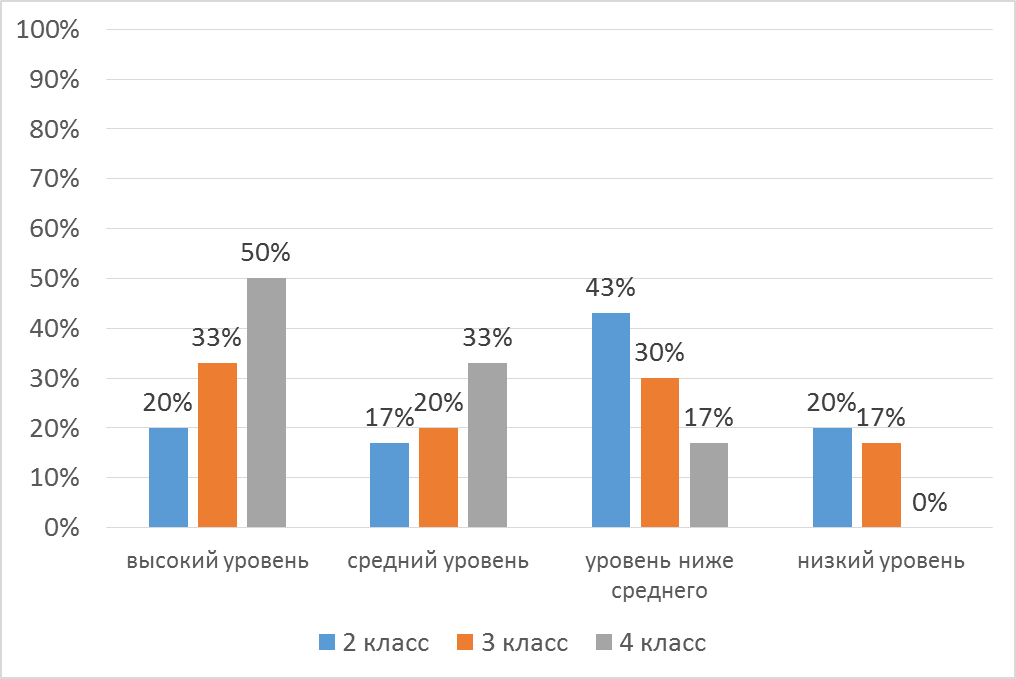 100%
90%
80%
70%
60%
50%
40%
30%
20%
10%
0%
20%
33%
50%
17%
20%
33%
43%
30%
17%
20%
17%
0%
высокий уровень
средний уровень
уровень ниже
среднего
низкий уровень
2 класс
3 класс
4 класс